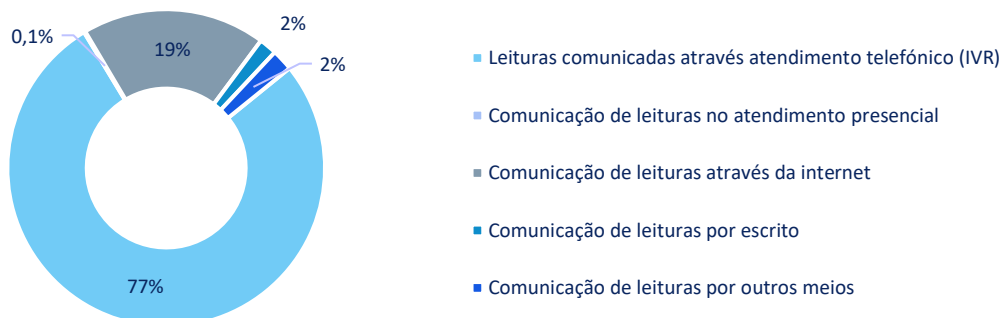 0,1%
19%
2%
2%
77%
Leituras comunicadas através atendimento telefónico (IVR)
Comunicação de leituras no atendimento presencial
Comunicação de leituras através da internet
Comunicação de leituras por escrito
Comunicação de leituras por outros meios